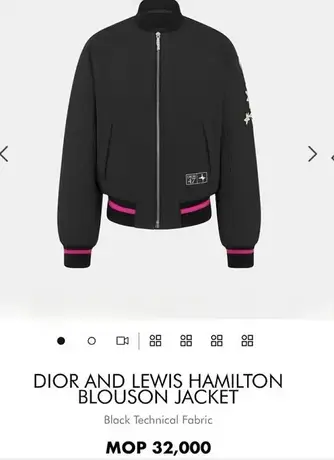 DIOR AND LEWIS HAMILTON
BLOUSON JACKET
Black Technical Fabric
MOP 32,000